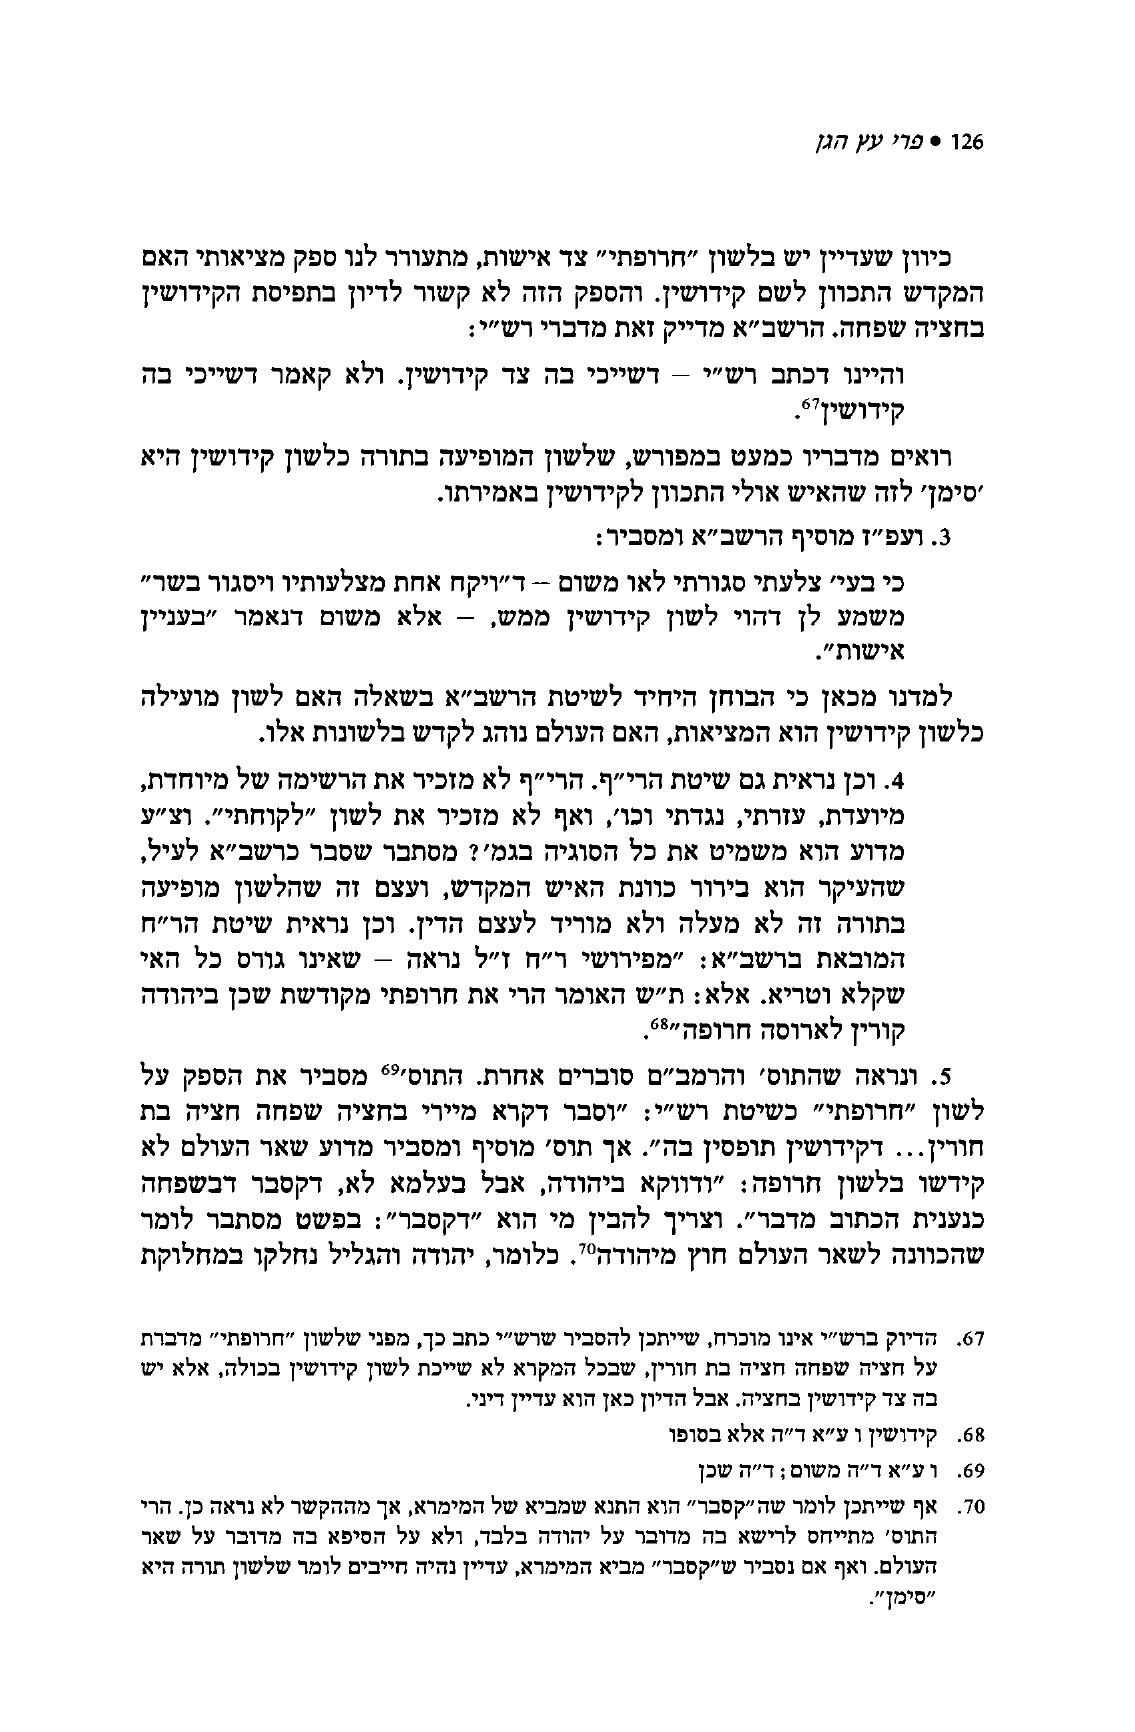 126 • פרי עץ הגן
כיוון שעדיין יש בלשון "חרופתי" צד אישות, מתעורר לנו ספק מציאותי האם
המקדש התכוון לשם קידושין. והספק הזה לא קשור לדיון בתפיסת הקידושין
בחציה שפחה. הרשב"א מדייק זאת מדברי רש"י:
והיינו דכתב רש"י – דשייכי בה צד קידושין. ולא קאמר דשייכי בה
קידושין67.
רואים מדבריו כמעט במפורש, שלשון המופיעה בתורה כלשון קידושין היא
'סימן' לזה שהאיש אולי התכוון לקידושין באמירתו.
3. ועפ"ז מוסיף הרשב"א ומסביר:
כי בעי' צלעתי סגורתי לאו משום – ד"ויקח אחת מצלעותיו ויסגור בשר"
משמע לן דהוי לשון קידושין ממש, – אלא משום דנאמר "בעניין
אישות".
למדנו מכאן כי הבוחן היחיד לשיטת הרשב"א בשאלה האם לשון מועילה
כלשון קידושין הוא המציאות, האם העולם נוהג לקדש בלשונות אלו.
4. וכן נראית גם שיטת הרי"ף. הרי"ף לא מזכיר את הרשימה של מיוחדת,
מיועדת, עזרתי, נגדתי וכו', ואף לא מזכיר את לשון "לקוחתי". וצ"ע
מדוע הוא משמיט את כל הסוגיה בגמ'? מסתבר שסבר כרשב"א לעיל,
שהעיקר הוא בירור כוונת האיש המקדש, ועצם זה שהלשון מופיעה
בתורה זה לא מעלה ולא מוריד לעצם הדין. וכן נראית שיטת הר"ח
המובאת ברשב"א: "מפירושי ר"ח ז"ל נראה – שאינו גורס כל האי
שקלא וטריא. אלא: ת"ש האומר הרי את חרופתי מקודשת שכן ביהודה
קורין לארוסה חרופה"68.
5. ונראה שהתוס' והרמב"ם סוברים אחרת. התוס'69 מסביר את הספק על
לשון "חרופתי" כשיטת רש"י: "וסבר דקרא מיירי בחציה שפחה חציה בת
חורין... דקידושין תופסין בה". אך תוס' מוסיף ומסביר מדוע שאר העולם לא
קידשו בלשון חרופה: "ודווקא ביהודה, אבל בעלמא לא, דקסבר דבשפחה
כנענית הכתוב מדבר". וצריך להבין מי הוא "דקסבר": בפשט מסתבר לומר
שהכוונה לשאר העולם חוץ מיהודה70. כלומר, יהודה והגליל נחלקו במחלוקת
67. הדיוק ברש"י אינו מוכרח, שייתכן להסביר שרש"י כתב כך, מפני שלשון "חרופתי" מדברת
על חציה שפחה חציה בת חורין, שבכל המקרא לא שייכת לשון קידושין בכולה, אלא יש
בה צד קידושין בחציה. אבל הדיון כאן הוא עדיין דיני.
68. קידושין ו ע"א ד"ה אלא בסופו
69. ו ע"א ד"ה משום; ד"ה שכן
70. אף שייתכן לומר שה"קסבר" הוא התנא שמביא של המימרא, אך מההקשר לא נראה כן. הרי
התוס' מתייחס לרישא בה מדובר על יהודה בלבד, ולא על הסיפא בה מדובר על שאר
העולם. ואף אם נסביר ש"קסבר" מביא המימרא, עדיין נהיה חייבים לומר שלשון תורה היא
"סימן".